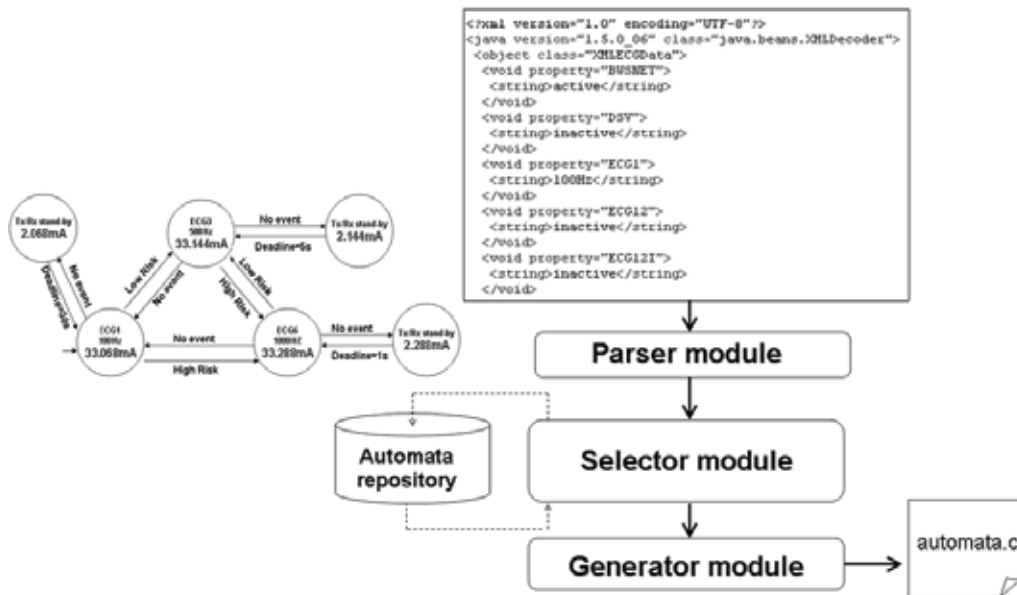 <?xml version="1.0" encoding="UTF-8"?>
<java version="1.5.0_06" class="java.beans.XMLDecoder">
<object class="XMLECGData">
<void property="BWSNET">
<string>active</string>
</void>
<void property="DSV">
<string>inactive</string>
</void>
<void property="ECG1">
<string>100Hz</string>
</void>
<void property="ECG12">
<string>inactive</string>
</void>
<void property="ECG12I">
<string>inactive</string>
</void>
Tx/Rx stand-by
2.068mA
ECG3
500Hz
33.144mA
No event
Deadline=5s
Tx/Rx stand-by
2.144mA
No event
Low Risk
No event
Low Risk
High Risk
ECG1
100Hz
33.068mA
No event
High Risk
1000HZ
33.288mA
No event
Deadline=1s
Tx/Rx stand-by
2.288mA
Parser module
Automata
repository
Selector module
Generator module
automata.c